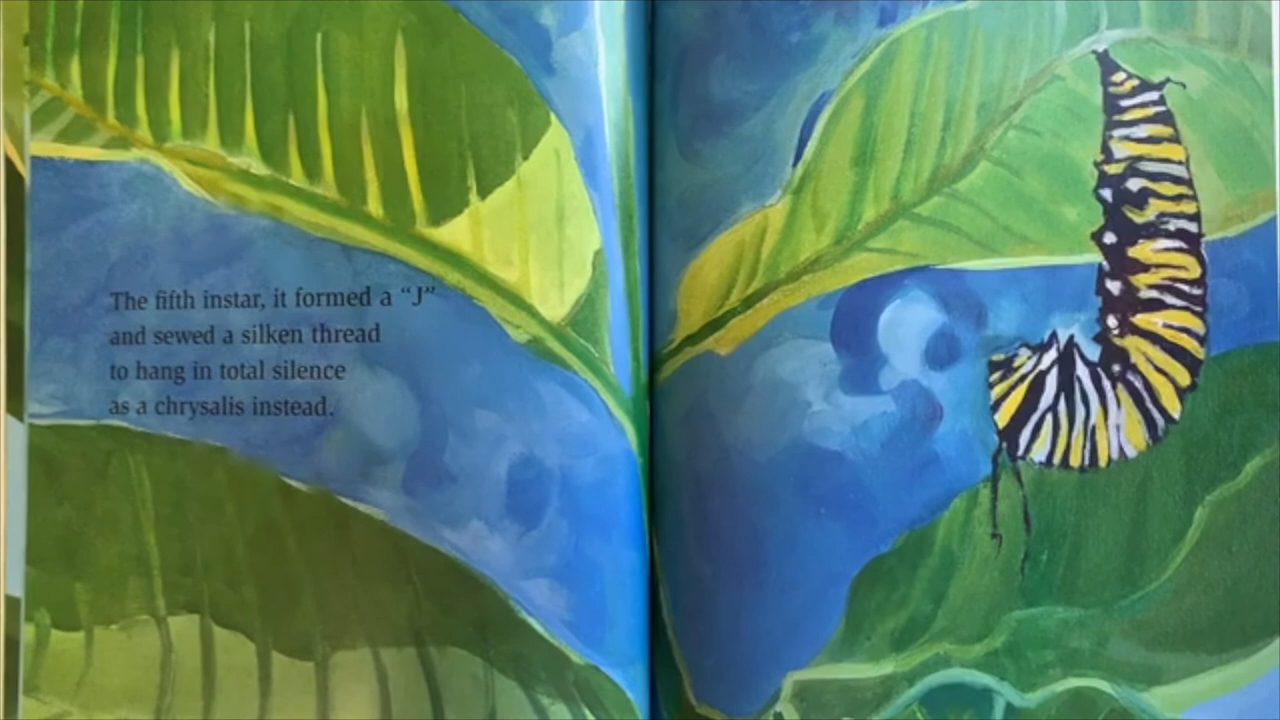 The fifth instar, it formed a “J”
and sewed a silken thread
to hang in total silence
as a chrysalis instead.